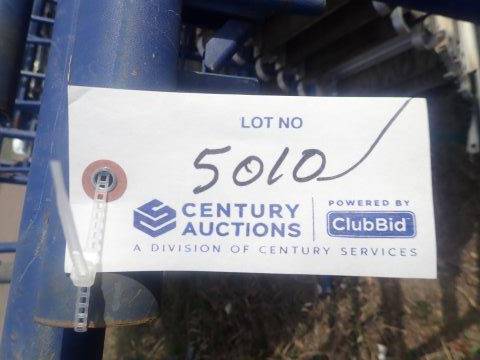 LOT NO
5010
CENTURY
AUCTIONS
POWERED BY
ClubBid
A DIVISION OF CENTURY SERVICES